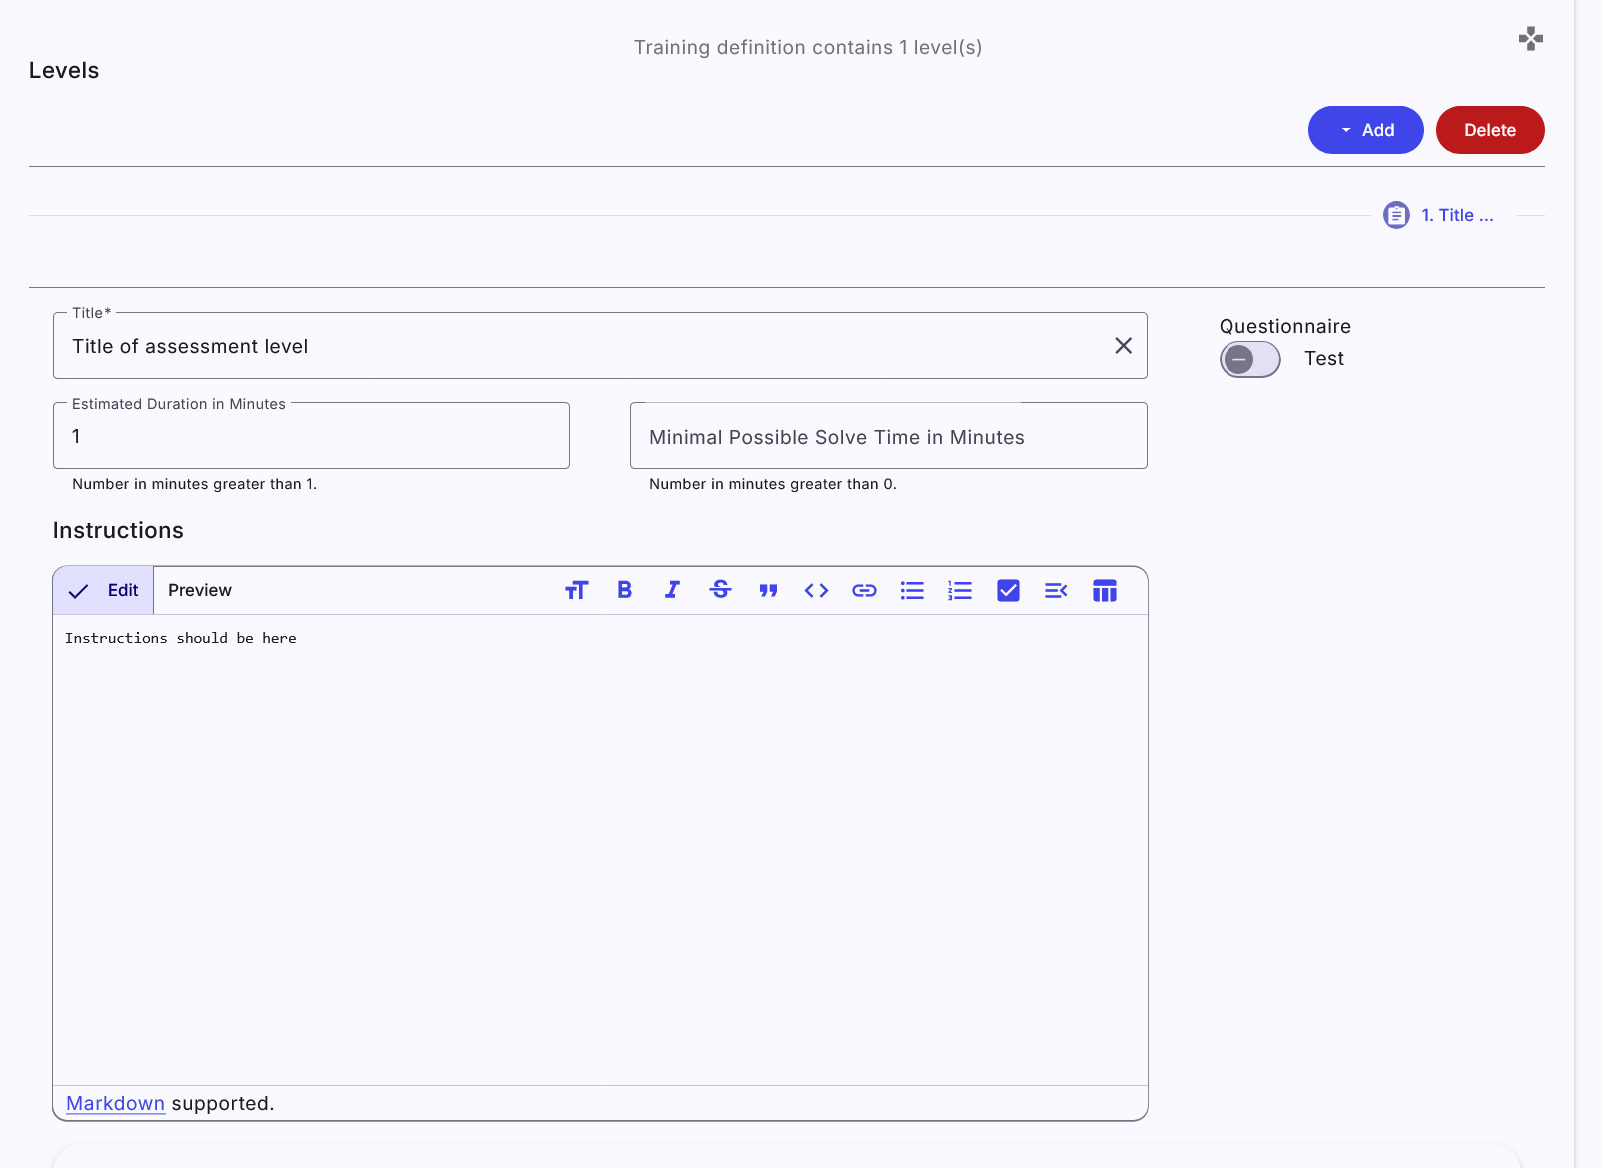 Training definition contains 1 level(s)
Levels
Add
Delete
1. Title ...
Title*
Title of assessment level
Questionnaire
Test
Estimated Duration in Minutes
1
Minimal Possible Solve Time in Minutes
Number in minutes greater than 1.
Number in minutes greater than 0.
Instructions
Edit
Preview
Instructions should be here
Markdown supported.